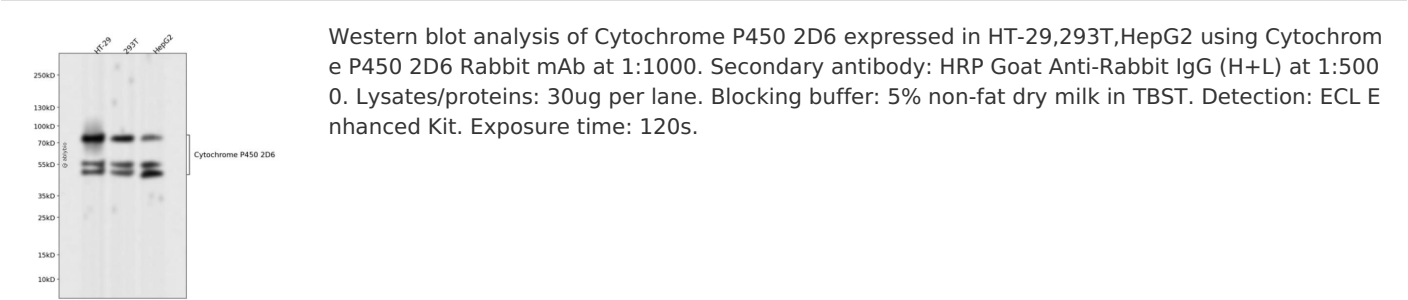 HT-29 293T HepG2
250kD
130kD
100kD
70kD
55kD
35kD
25kD
15kD
10kD
Cytochrome P450 2D6
Western blot analysis of Cytochrome P450 2D6 expressed in HT-29,293T,HepG2 using Cytochrom
e P450 2D6 Rabbit mAb at 1:1000. Secondary antibody: HRP Goat Anti-Rabbit IgG (H+L) at 1:500
0. Lysates/proteins: 30ug per lane. Blocking buffer: 5% non-fat dry milk in TBST. Detection: ECL E
nhanced Kit. Exposure time: 120s.